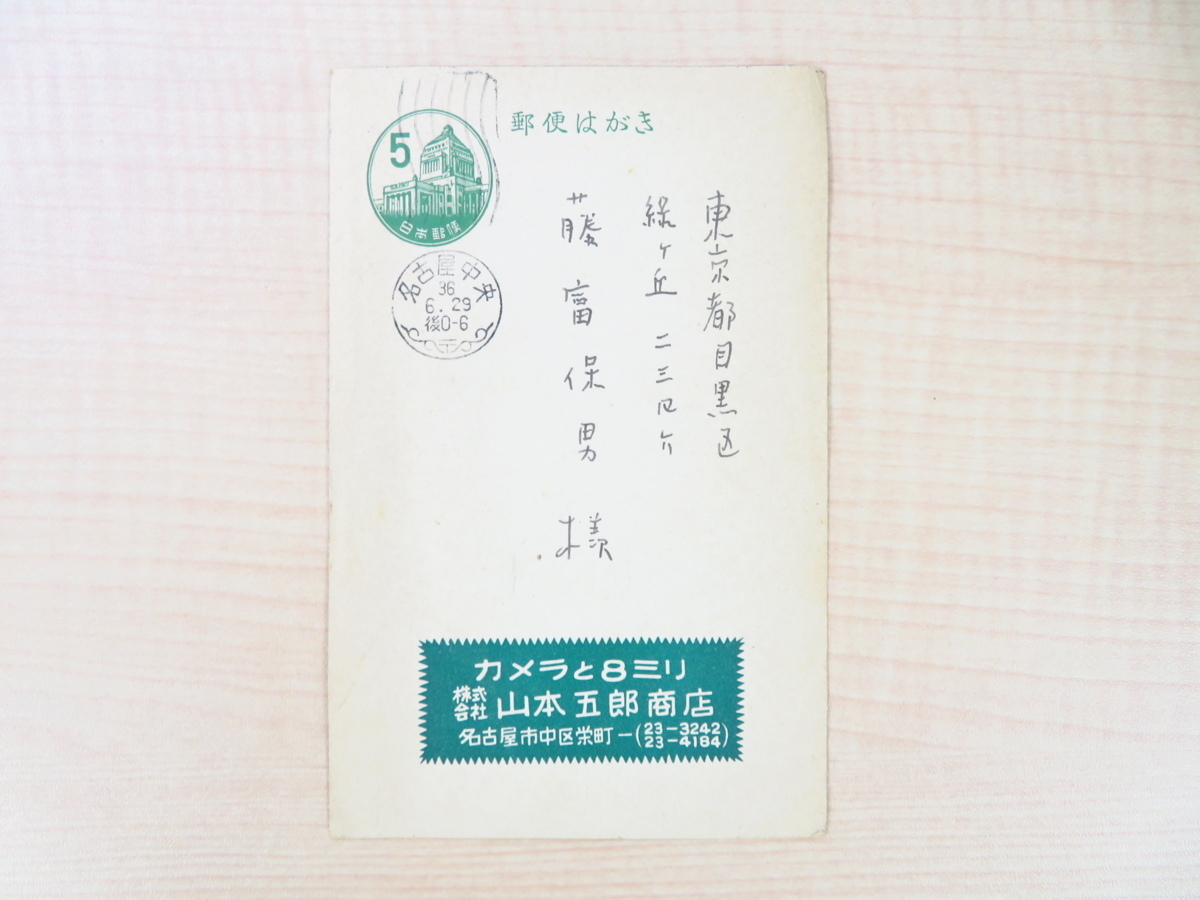 郵便はがき
5
日本郵便
名古屋中央
36
6.29
後0-6
東京都目黒区
緑ヶ丘二三四六
藤富保男様
カメラと8ミリ
株式会社 山本五郎商店
名古屋市中区栄町一(23-3242 23-4184)